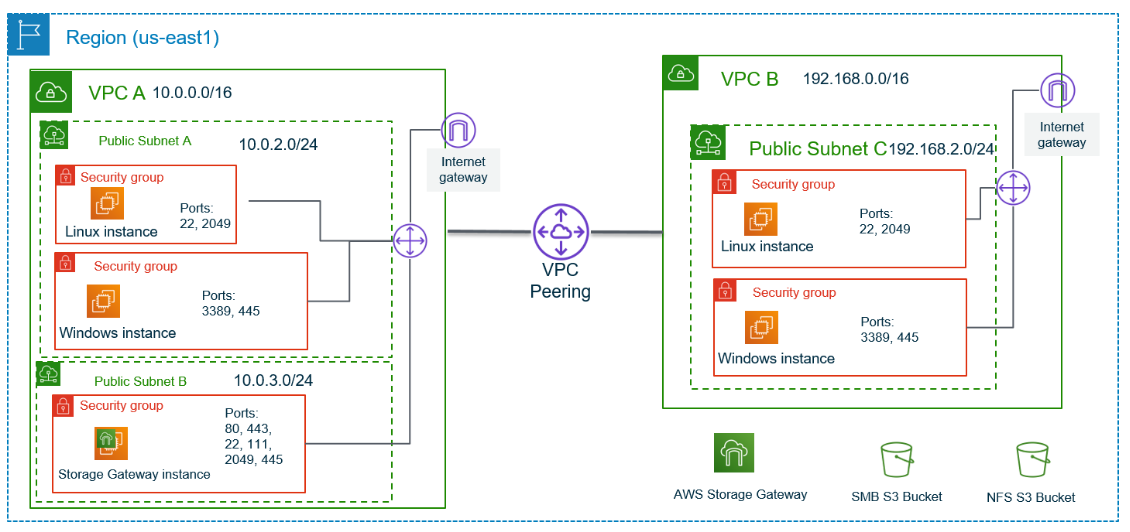 Region (us-east1)
VPC A 10.0.0.0/16
Public Subnet A
10.0.2.0/24
Security group
Linux instance
Ports:
22, 2049
Security group
Windows instance
Ports:
3389, 445
Public Subnet B
10.0.3.0/24
Security group
Storage Gateway instance
Ports:
80, 443,
22, 111,
2049, 445
Internet
gateway
VPC
Peering
VPC B
192.168.0.0/16
Public Subnet C 192.168.2.0/24
Security group
Linux instance
Ports:
22, 2049
Security group
Windows instance
Ports:
3389, 445
Internet
gateway
AWS Storage Gateway
SMB S3 Bucket
NFS S3 Bucket